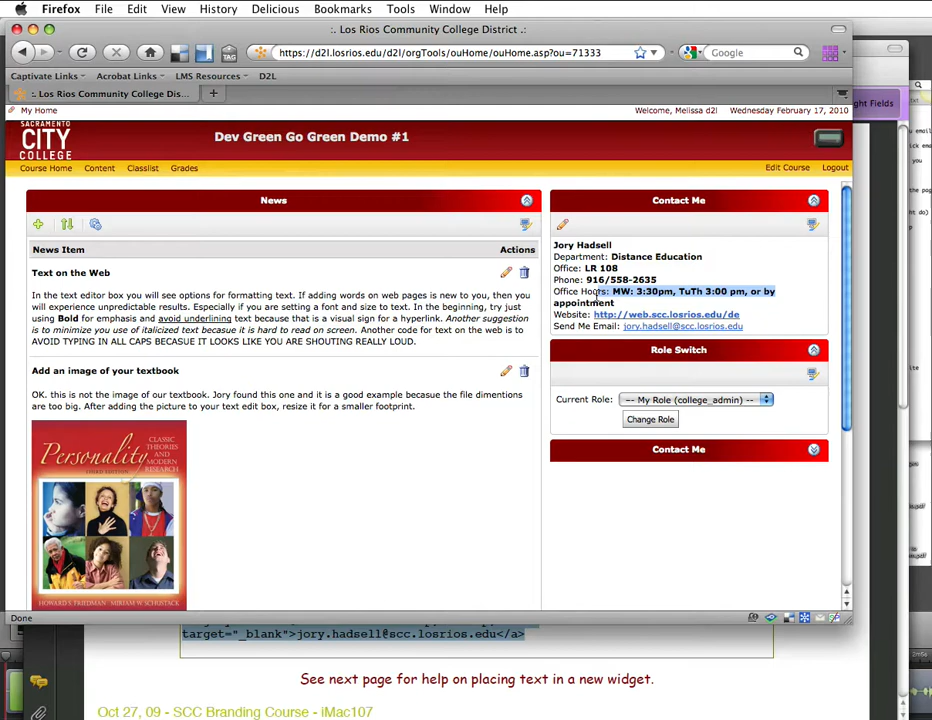 Firefox File Edit View History Delicious Bookmarks Tools Window Help
:. Los Rios Community College District .:
https://d2l.losrios.edu/d2l/orgTools/ouHome/ouHome.asp?ou=71333
Google
TAG
Captivate Links Acrobat Links LMS Resources D2L
:. Los Rios Community College Dis...
My Home
Welcome, Melissa d2l Wednesday February 17, 2010
SACRAMENTO
CITY
COLLEGE
Dev Green Go Green Demo #1
Course Home Content Classlist Grades
Edit Course Logout
News
News Item Actions
Text on the Web
In the text editor box you will see options for formatting text. If adding words on web pages is new to you, then you
will experience unpredictable results. Especially if you are setting a font and size to text. In the beginning, try just
using Bold for emphasis and avoid underlining text because that is a visual sign for a hyperlink. Another suggestion
is to minimize you use of italicized text because it is hard to read on screen. Another code for text on the web is to
AVOID TYPING IN ALL CAPS BECASUE IT LOOKS LIKE YOU ARE SHOUTING REALLY LOUD.
Add an image of your textbook
OK. this is not the image of our textbook. Jory found this one and it is a good example becasue the file dimentions
are too big. After adding the picture to your text edit box, resize it for a smaller footprint.
Personality
CLASSIC
THEORIES
AND
MODERN
RESEARCH
THIRD EDITION
HOWARD S. FRIEDMAN MIRIAM W. SCHUSTACK
Contact Me
Jory Hadsell
Department: Distance Education
Office: LR 108
Phone: 916/558-2635
Office Hours: MW: 3:30pm, TuTh 3:00 pm, or by
appointment
Website: http://web.scc.losrios.edu/de
Send Me Email: jory.hadsell@scc.losrios.edu
Role Switch
Current Role: -- My Role (college_admin) --
Change Role
Contact Me
Done
ght Fields
target="_blank">jory.hadsell@scc.losrios.edu</a>
See next page for help on placing text in a new widget.
Oct 27, 09 - SCC Branding Course - iMac107